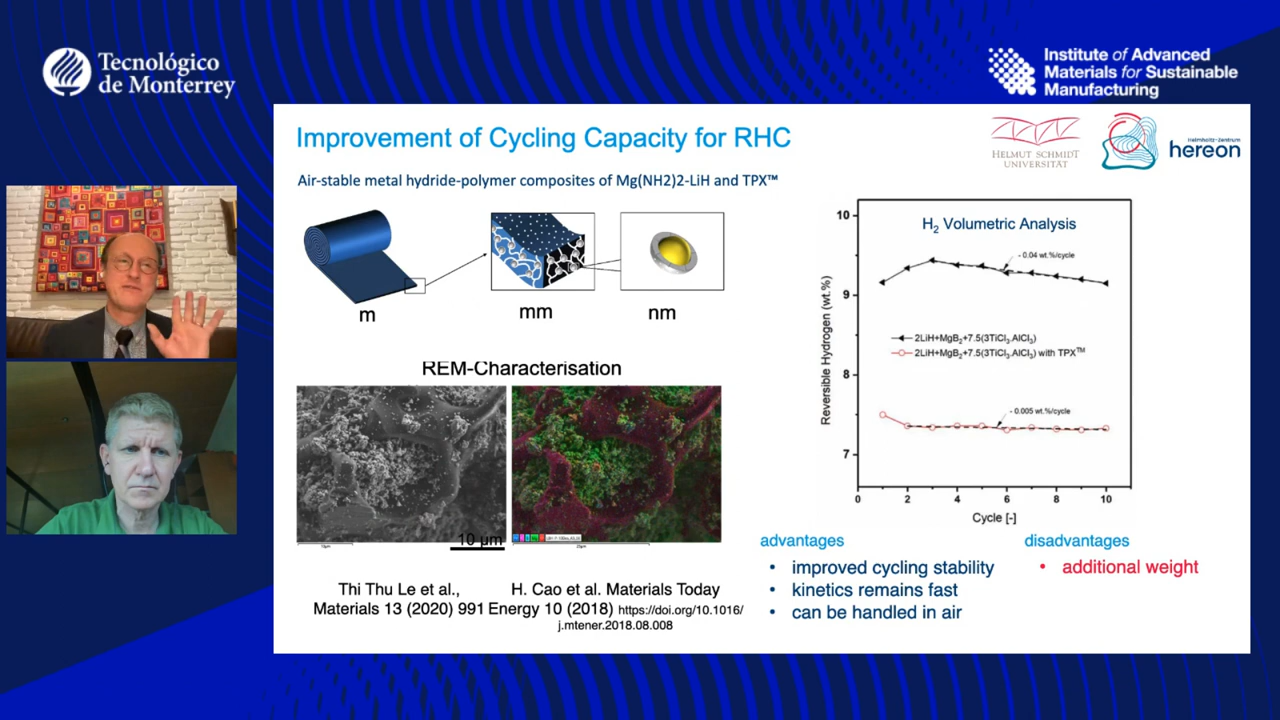 Tecnológico
de Monterrey
Institute of Advanced
Materials for Sustainable
Manufacturing
Improvement of Cycling Capacity for RHC
HELMUT SCHMIDT
UNIVERSITÄT
Helmholtz-Zentrum
hereon
Air-stable metal hydride-polymer composites of Mg(NH2)2-LiH and TPX™
m
mm
nm
REM-Characterisation
10 µm
Thi Thu Le et al.,
Materials 13 (2020) 991
H. Cao et al. Materials Today
Energy 10 (2018) https://doi.org/10.1016/
j.mtener.2018.08.008
H₂ Volumetric Analysis
Reversible Hydrogen (wt.%)
10
9
8
7
- 0.04 wt.%/cycle
2LiH+MgB₂+7.5(3TiCl₃·AlCl₃)
2LiH+MgB₂+7.5(3TiCl₃·AlCl₃) with TPX™
- 0.005 wt.%/cycle
0 2 4 6 8 10
Cycle [-]
advantages
• improved cycling stability
• kinetics remains fast
• can be handled in air
disadvantages
• additional weight